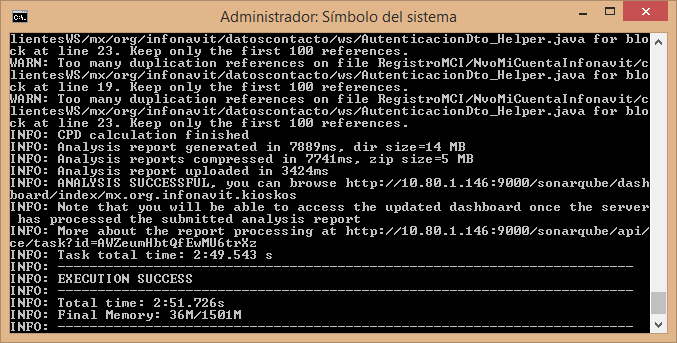 Administrador: Símbolo del sistema
lientesWS/mx/org/infonavit/datoscontacto/ws/AutenticacionDto_Helper.java for blo
ck at line 23. Keep only the first 100 references.
WARN: Too many duplication references on file RegistroMCI/NvoMiCuentaInfonavit/c
lientesWS/mx/org/infonavit/datoscontacto/ws/AutenticacionDto_Helper.java for blo
ck at line 19. Keep only the first 100 references.
WARN: Too many duplication references on file RegistroMCI/NvoMiCuentaInfonavit/c
lientesWS/mx/org/infonavit/datoscontacto/ws/AutenticacionDto_Helper.java for blo
ck at line 23. Keep only the first 100 references.
INFO: CPD calculation finished
INFO: Analysis report generated in 7889ms, dir size=14 MB
INFO: Analysis reports compressed in 7741ms, zip size=5 MB
INFO: Analysis report uploaded in 3424ms
INFO: ANALYSIS SUCCESSFUL, you can browse http://10.80.1.146:9000/sonarqube/dash
board/index/mx.org.infonavit.kioskos
INFO: Note that you will be able to access the updated dashboard once the server
 has processed the submitted analysis report
INFO: More about the report processing at http://10.80.1.146:9000/sonarqube/api/
ce/task?id=AWZeumHbtQfEwMU6trXz
INFO: Task total time: 2:49.543 s
INFO: ------------------------------------------------------------------------
INFO: EXECUTION SUCCESS
INFO: ------------------------------------------------------------------------
INFO: Total time: 2:51.726s
INFO: Final Memory: 36M/1501M
INFO: ------------------------------------------------------------------------